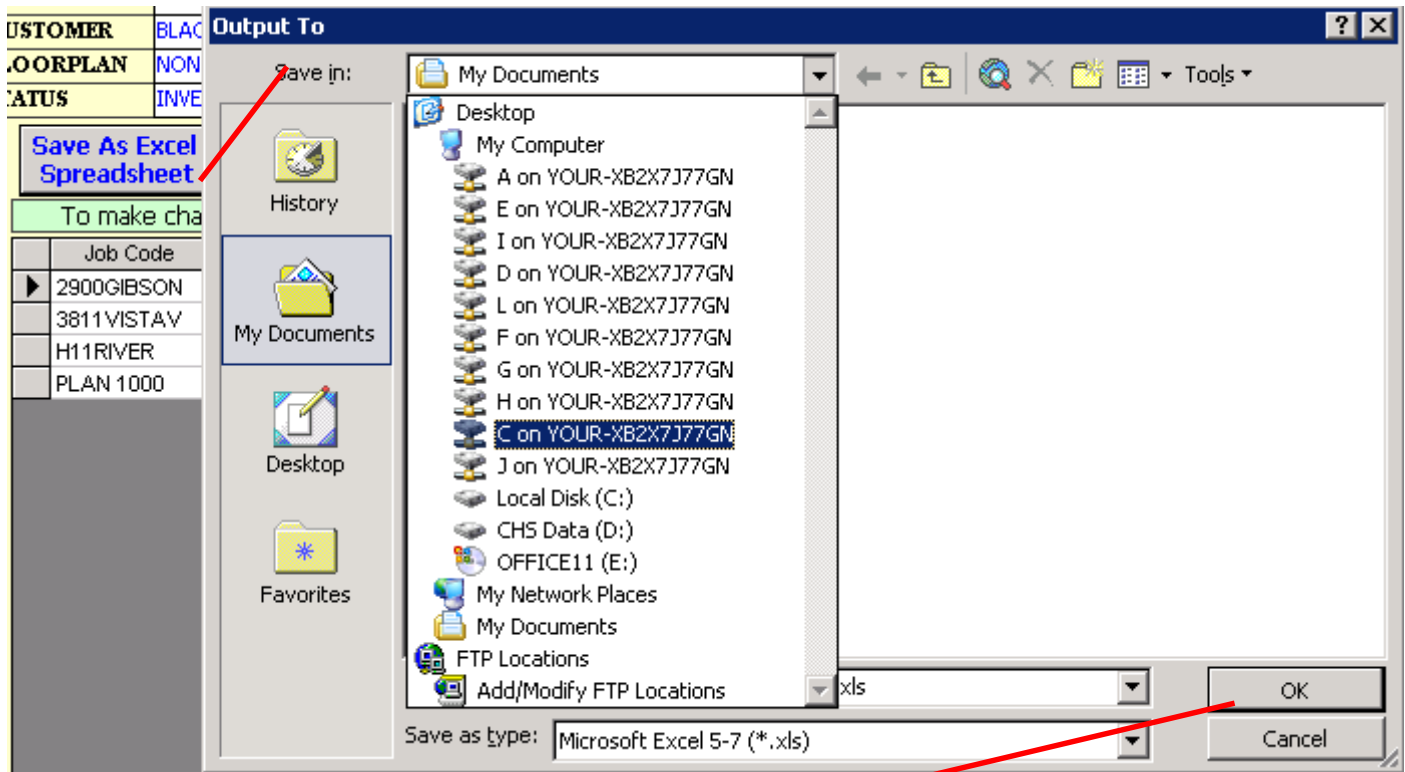 USTOMER
BLAC
OORPLAN
NON
TATUS
INVE
Save As Excel
Spreadsheet
To make cha
Job Code
2900GIBSON
3811VISTAV
H11RIVER
PLAN 1000
Output To
Save in:
My Documents
Tools
History
My Documents
Desktop
Favorites
Desktop
My Computer
A on YOUR-XB2X7J77GN
E on YOUR-XB2X7J77GN
I on YOUR-XB2X7J77GN
D on YOUR-XB2X7J77GN
L on YOUR-XB2X7J77GN
F on YOUR-XB2X7J77GN
G on YOUR-XB2X7J77GN
H on YOUR-XB2X7J77GN
C on YOUR-XB2X7J77GN
J on YOUR-XB2X7J77GN
Local Disk (C:)
CHS Data (D:)
OFFICE11 (E:)
My Network Places
My Documents
FTP Locations
Add/Modify FTP Locations
xls
OK
Save as type:
Microsoft Excel 5-7 (*.xls)
Cancel